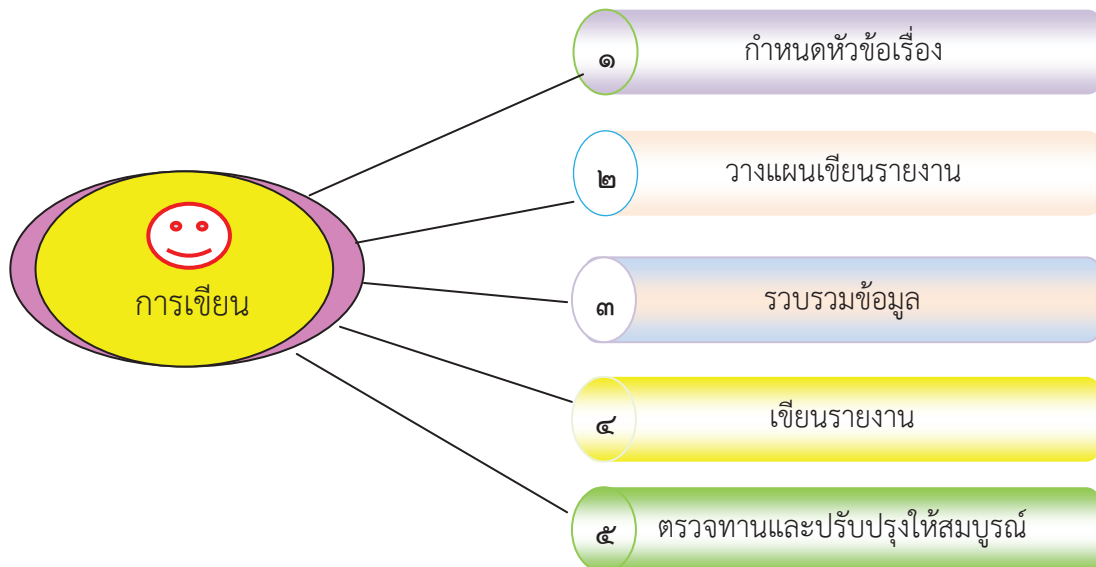 การเขียน
๑ กำหนดหัวข้อเรื่อง
๒ วางแผนเขียนรายงาน
๓ รวบรวมข้อมูล
๔ เขียนรายงาน
๕ ตรวจทานและปรับปรุงให้สมบูรณ์